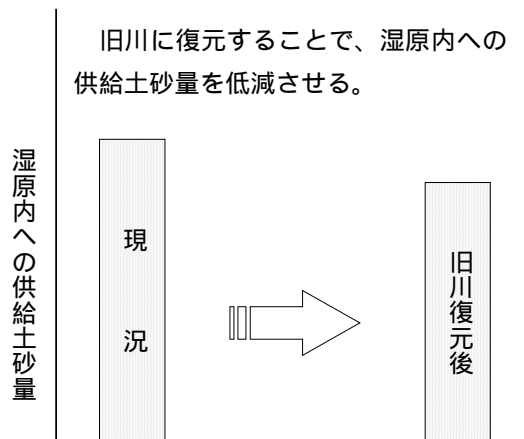 旧川に復元することで、湿原内への
供給土砂量を低減させる。
湿原内への供給土砂量
現況
旧川復元後